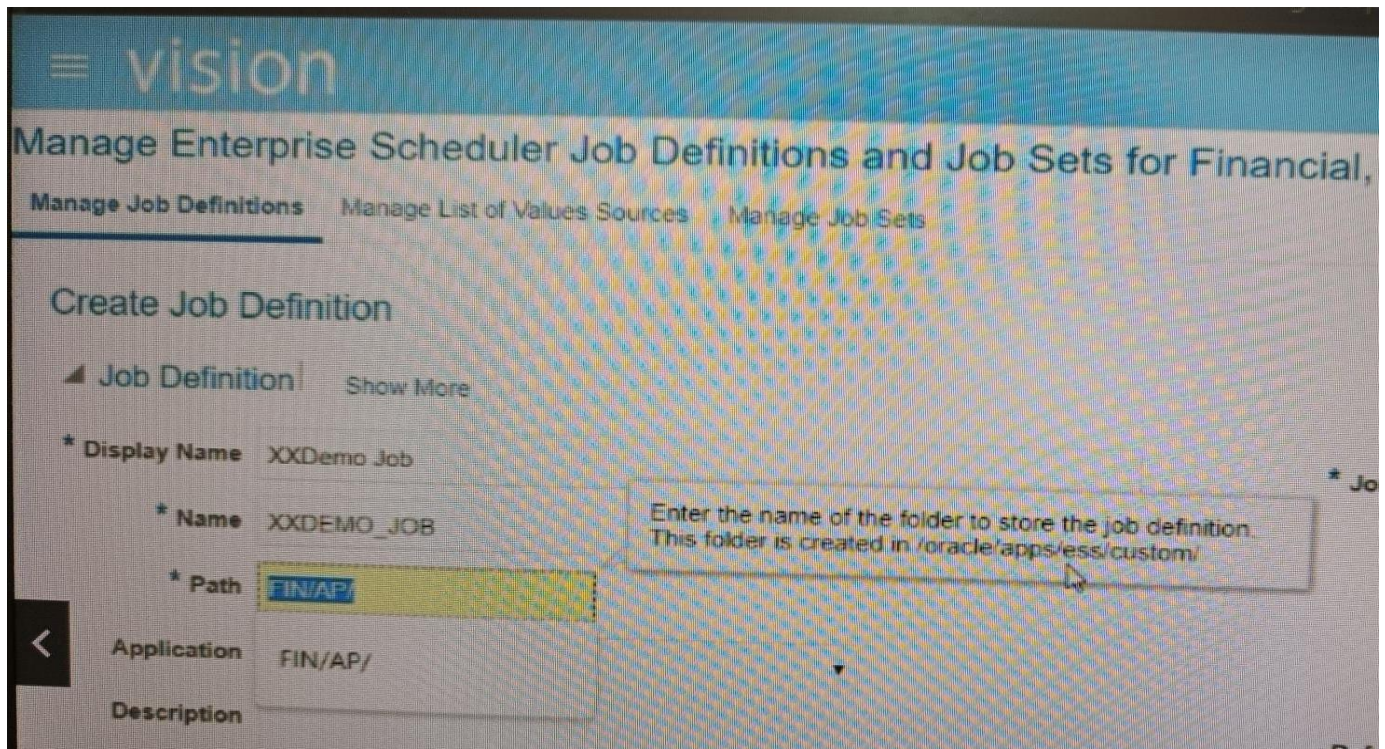 vision
Manage Enterprise Scheduler Job Definitions and Job Sets for Financial,
Manage Job Definitions Manage List of Values Sources Manage Job Sets
Create Job Definition
Job Definition Show More
* Display Name XXDemo Job
* Jo
* Name XXDEMO_JOB
Enter the name of the folder to store the job definition.
This folder is created in /oracle/apps/ess/custom/
* Path FIN/AP/
Application
FIN/AP/
Description